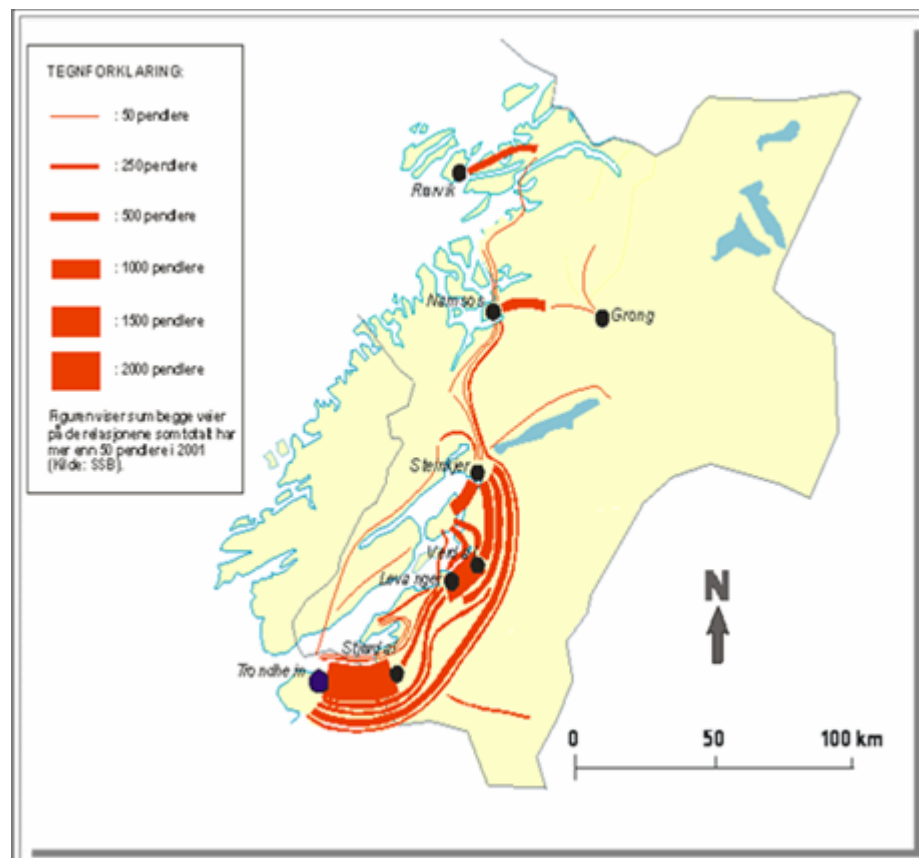 TEGNFORKLARING:
: 50 pendlere
: 250 pendlere
: 500 pendlere
: 1000 pendlere
: 1500 pendlere
: 2000 pendlere
Figuren viser sum begge veier
på de relasjonene som totalt har
mer enn 50 pendlere i 2001
(Kilde: SSB).
Rørvik
Namsos
Grong
Steinkjer
Verdal
Levanger
Stjørdal
Trondheim
N
0 50 100 km